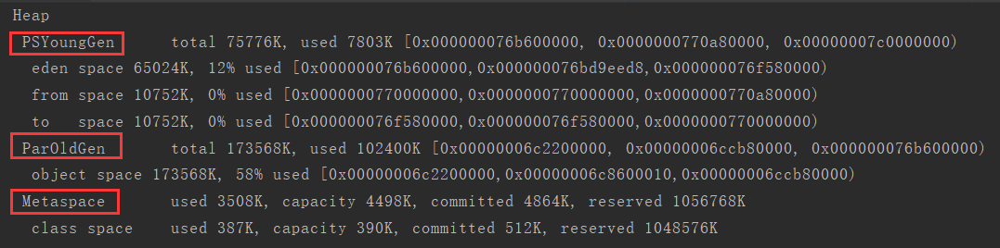 Heap
PSYoungGen total 75776K, used 7803K [0x000000076b600000, 0x0000000770a80000, 0x00000007c0000000)
eden space 65024K, 12% used [0x000000076b600000,0x000000076bd9eed8,0x000000076f580000)
from space 10752K, 0% used [0x0000000770000000,0x0000000770000000,0x0000000770a80000)
to space 10752K, 0% used [0x000000076f580000,0x000000076f580000,0x0000000770000000)
ParOldGen total 173568K, used 102400K [0x00000006c2200000, 0x00000006ccb80000, 0x000000076b600000)
object space 173568K, 58% used [0x00000006c2200000,0x00000006c8600010,0x00000006ccb80000)
Metaspace used 3508K, capacity 4498K, committed 4864K, reserved 1056768K
class space used 387K, capacity 390K, committed 512K, reserved 1048576K